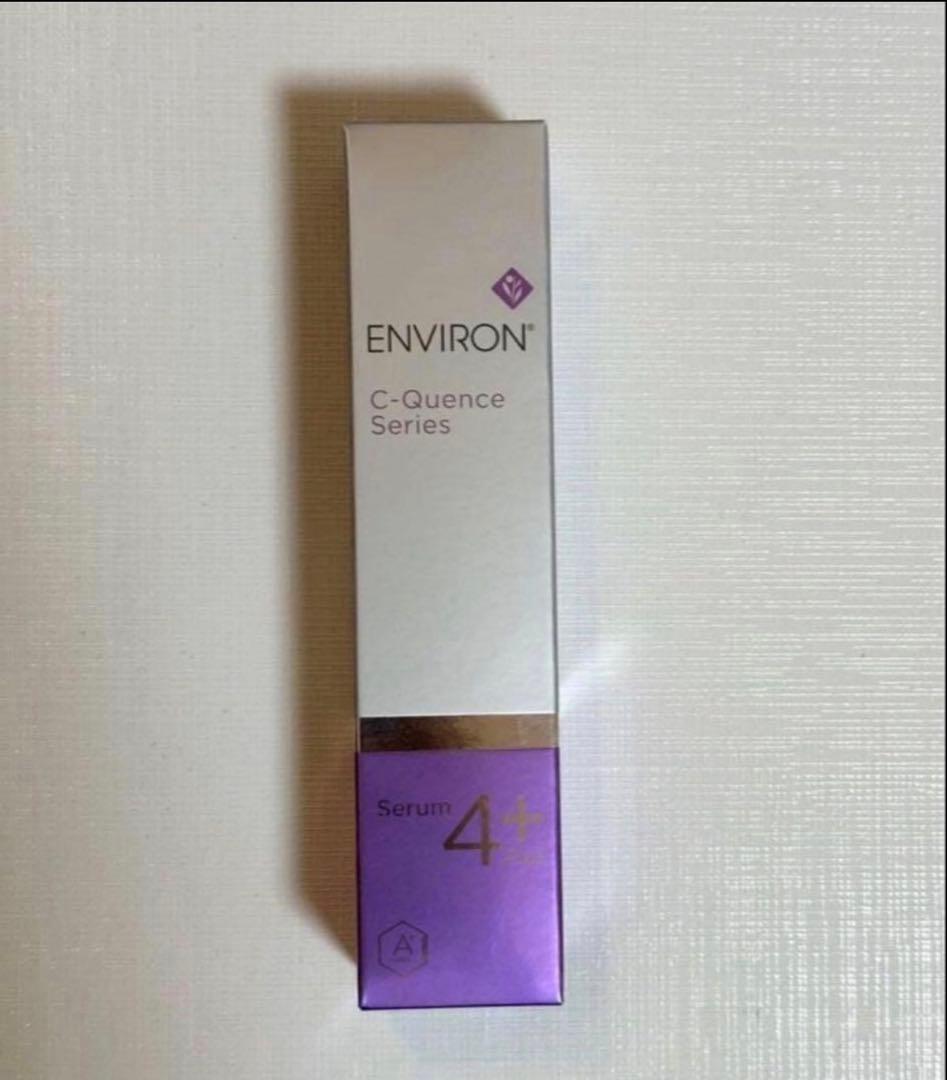 ENVIRON®
C-Quence
Series
Serum 4+
A+